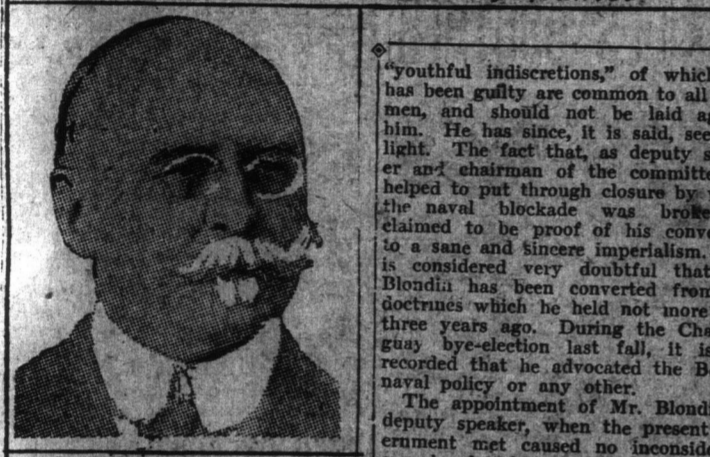 "youthful indiscretions," of which
has been guilty are common to all
men, and should not be laid ag
him. He has since, it is said, see
light. The fact that, as deputy s
er and chairman of the committe
helped to put through closure by
the naval blockade was broke
claimed to be proof of his conve
to a sane and sincere imperialism.
is considered very doubtful that
Blondin has been converted from
doctrines which he held not more
three years ago. During the Cha
guay bye-election last fall, it is
recorded that he advocated the B
naval policy or any other.
The appointment of Mr. Blondi
deputy speaker, when the present
ernment met caused no inconside